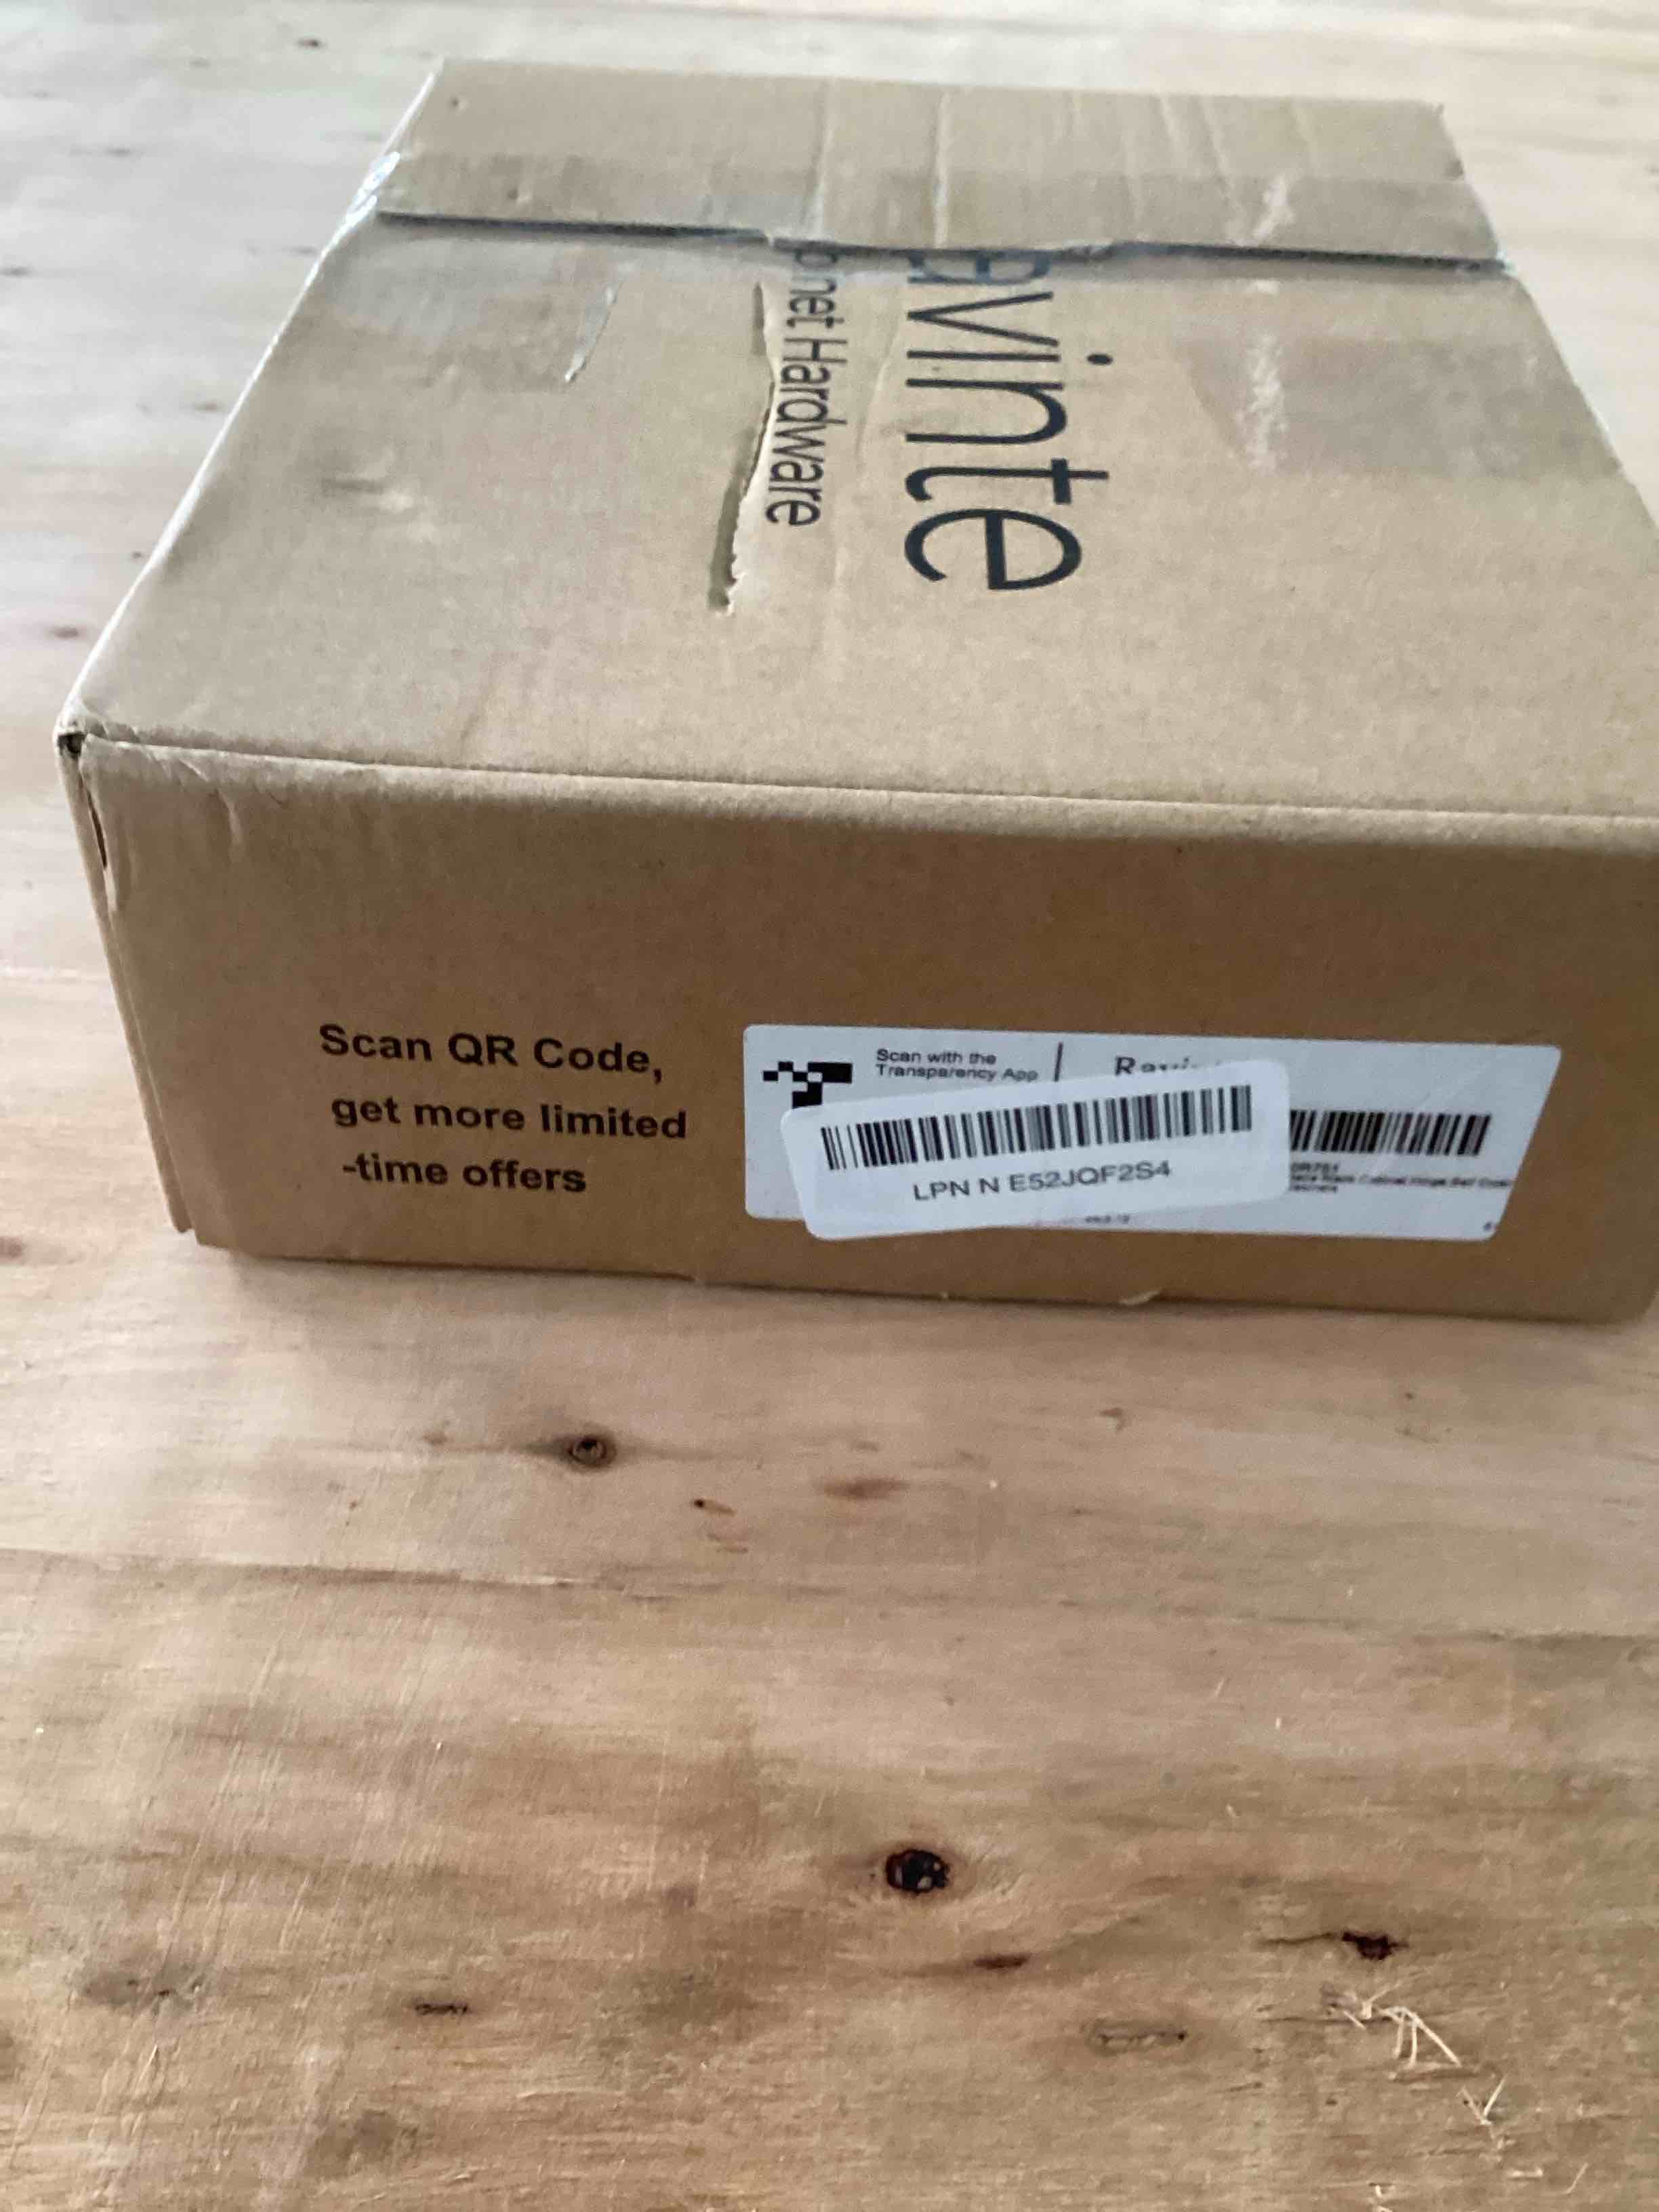 avinte
net Hardware
Scan QR Code,
get more limited
-time offers
Scan with the
Transparency App
LPN N E52JQF2S4